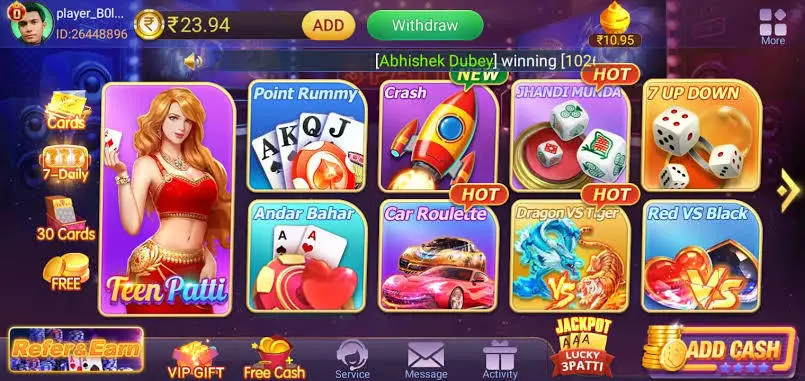 player_B0l...
ID:26448896
₹23.94
ADD
Withdraw
₹10.95
More
[Abhishek Dubey] winning [102
NEW
HOT
Cards
7-Daily
30 Cards
FREE
Teen Patti
Point Rummy
Crash
JHANDI MUNDA
7 UP DOWN
A K Q J
HOT
HOT
Andar Bahar
Car Roulette
Dragon VS Tiger
Red VS Black
A A
VS
VS
Refer & Earn
VIP GIFT
Free Cash
Service
Message
Activity
JACKPOT
AAA
LUCKY
3PATTI
ADD CASH